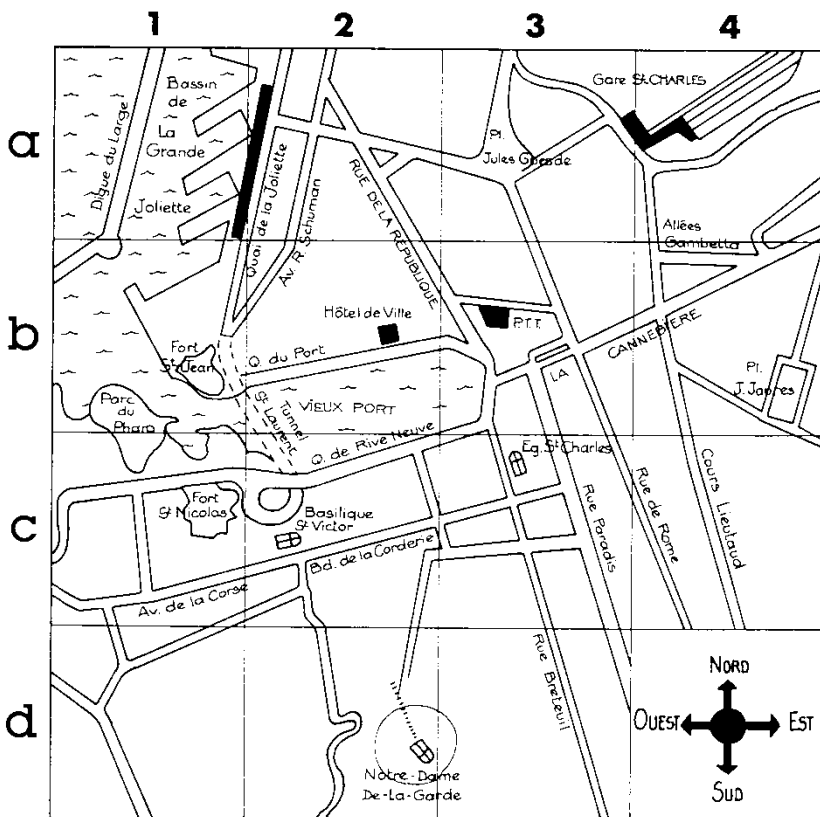 1
2
3
4
a
b
c
d
Bassin
de
La
Grande
Joliette
Digue du Large
Quai de la Joliette
Av. R. Schuman
RUE DE LA RÉPUBLIQUE
Pl.
Jules Guesde
Gare St. CHARLES
Allées
Gambetta
Hôtel de Ville
P.T.T.
LA CANNEBIÈRE
Pl.
J. Jaures
Fort
St Jean
Q. du Port
Parc
du
Pharo
VIEUX PORT
Tunnel
St Laurent
Q. de Rive Neuve
Eg. St Charles
Fort
St Nicolas
Basilique
St Victor
Bd. de la Corderie
Av. de la Corse
Rue Paradis
Rue de Rome
Cours Lieutaud
Rue Breteuil
Notre-Dame
De-La-Garde
NORD
OUEST
EST
SUD